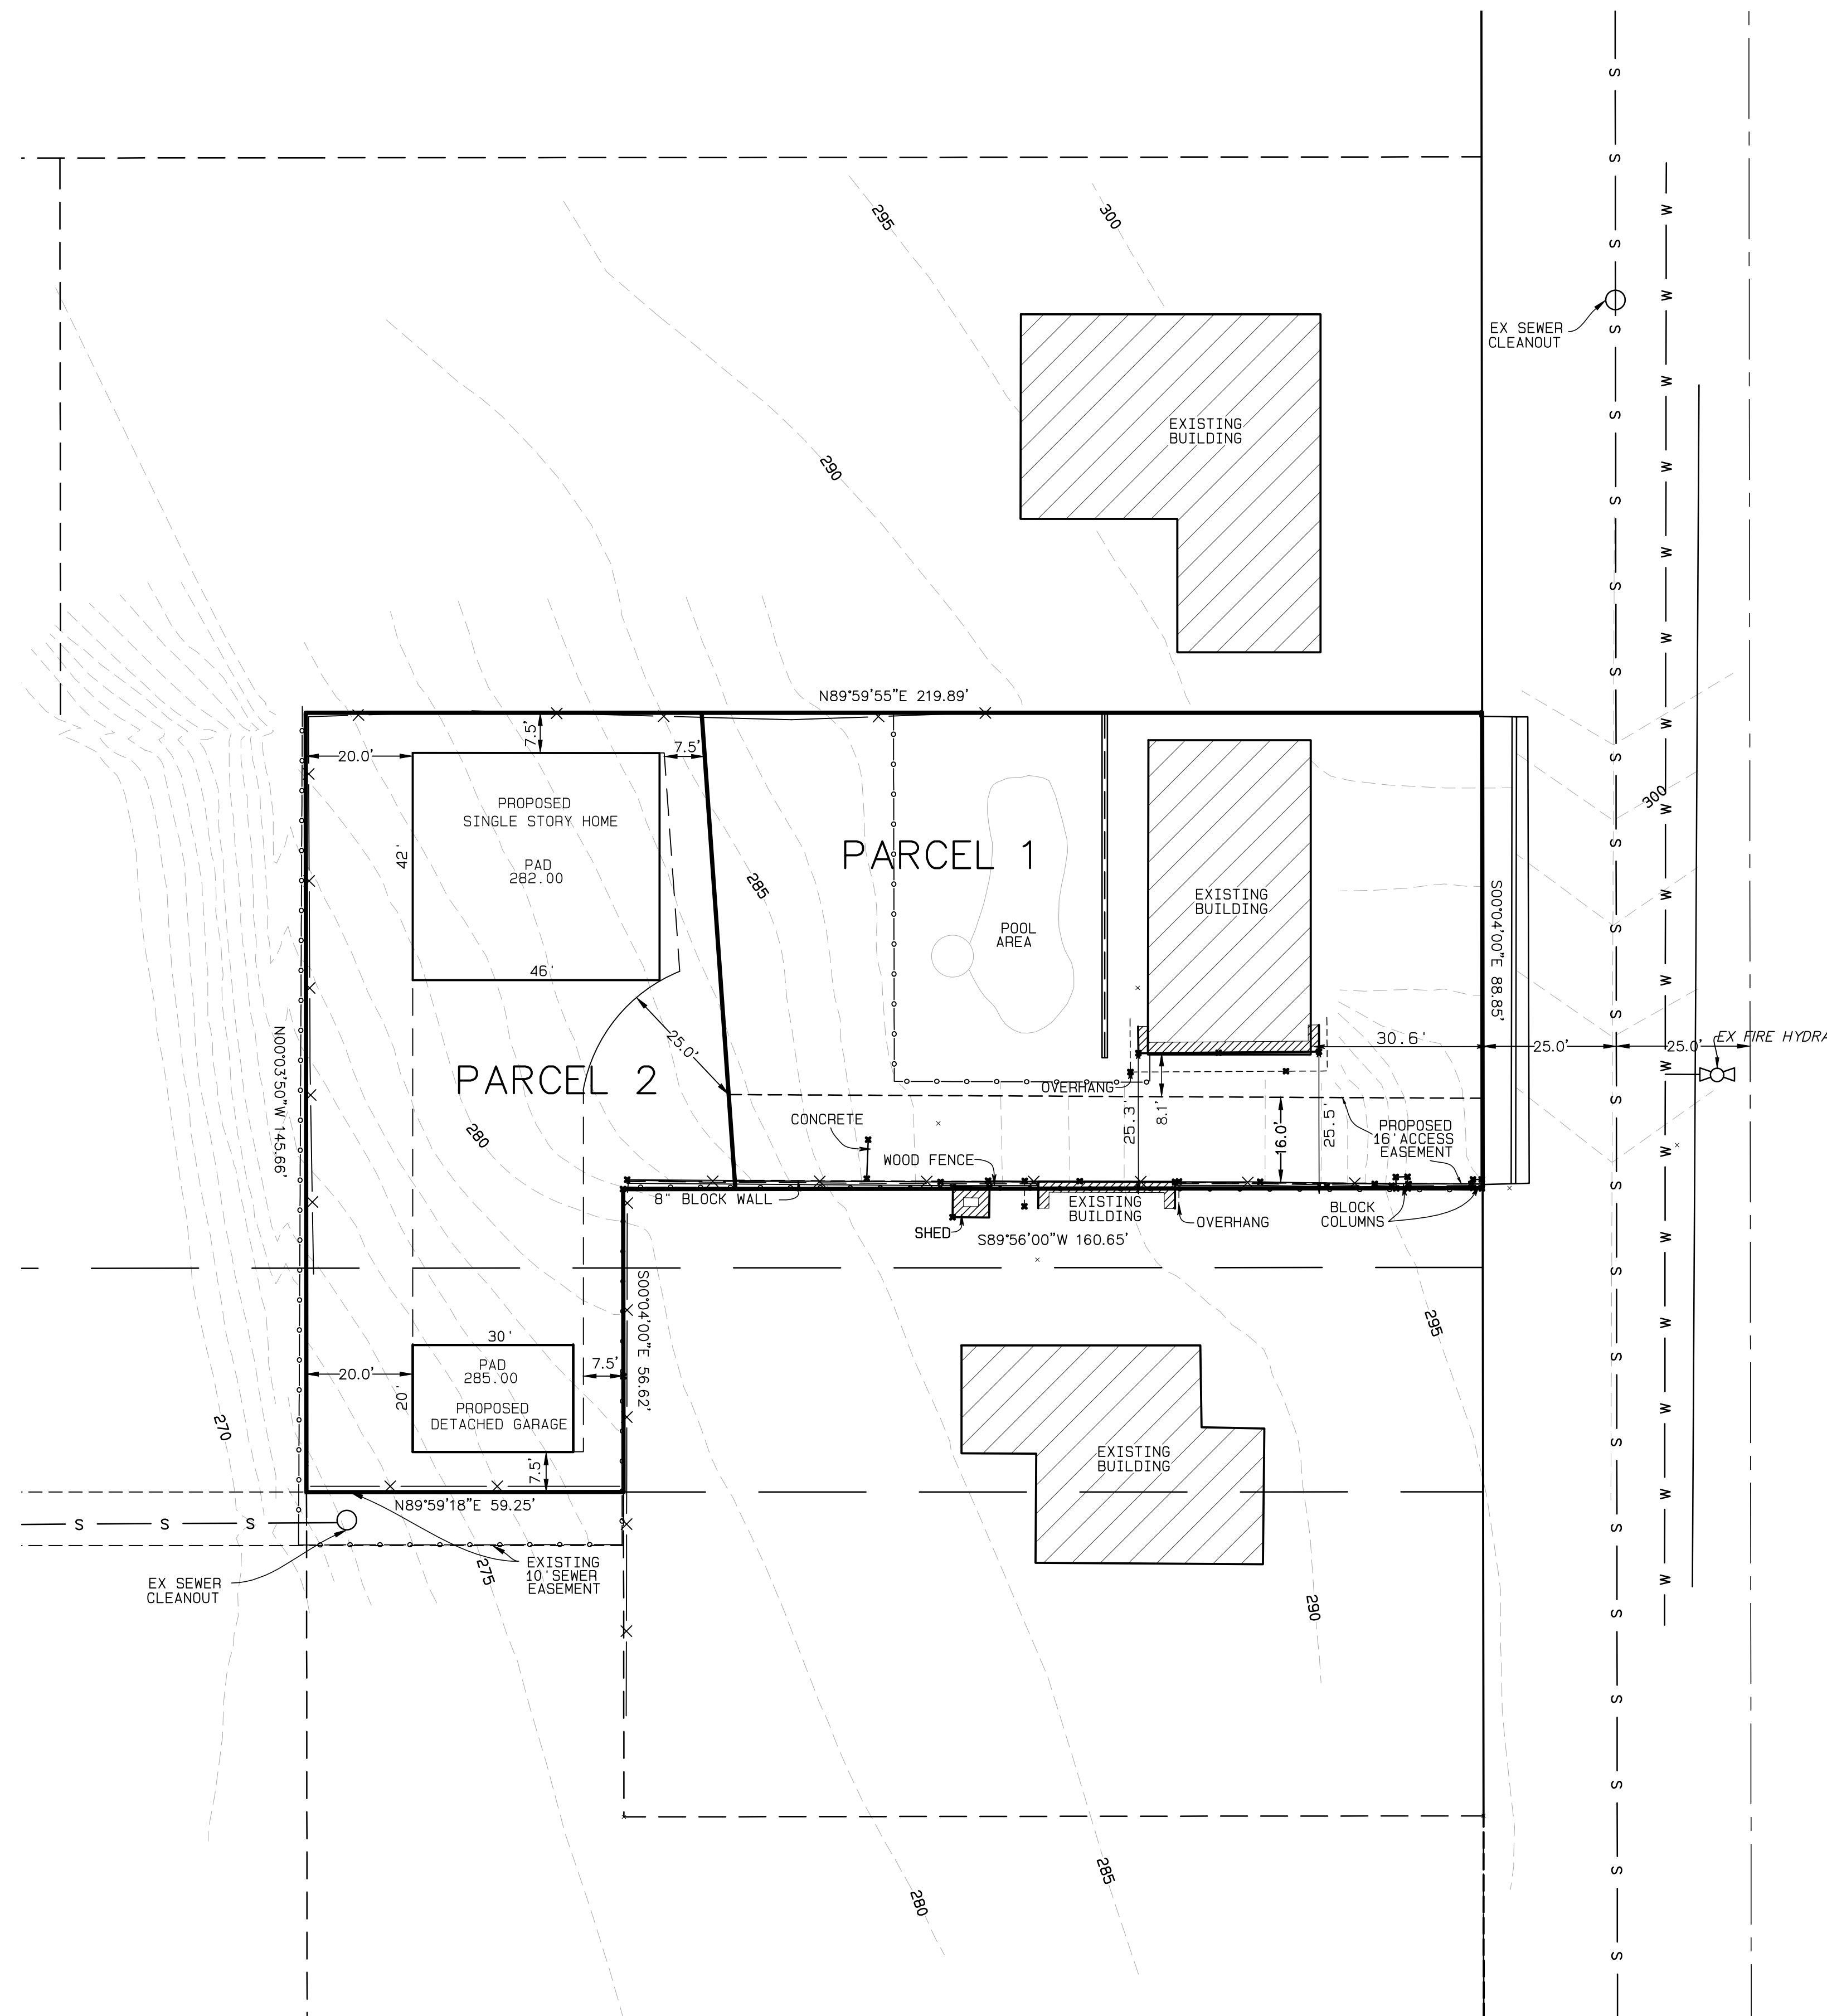 295
300
EX SEWER
CLEANOUT
EXISTING
BUILDING
290
N89°59'55"E 219.89'
7.5'
20.0'
7.5'
PROPOSED
SINGLE STORY HOME
PAD
282.00
42'
46'
285
PARCEL 1
POOL
AREA
EXISTING
BUILDING
300
S00°04'00"E 88.85'
N00°03'50"W 145.66'
25.0'
PARCEL 2
280
30.6'
25.0'
25.0'
EX FIRE HYDRA
OVERHANG
25.3'
8.1'
16.0'
25.5'
CONCRETE
WOOD FENCE
PROPOSED
16' ACCESS
EASEMENT
8" BLOCK WALL
SHED
EXISTING
BUILDING
OVERHANG
BLOCK
COLUMNS
S89°56'00"W 160.65'
S00°04'00"E 56.62'
295
30'
20.0'
PAD
285.00
7.5'
20'
PROPOSED
DETACHED GARAGE
7.5'
270
EXISTING
BUILDING
N89°59'18"E 59.25'
S S S
EX SEWER
CLEANOUT
275
EXISTING
10' SEWER
EASEMENT
290
280
285
S S S S S S S S S S S S S S S S S S S S S S S
W W W W W W W W W W W W W W W W W